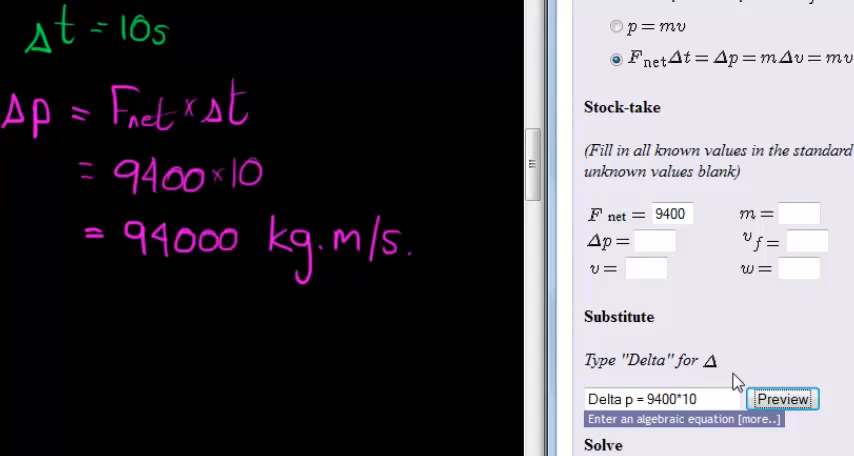 Δt = 10s
Δp = Fnet × Δt
= 9400 × 10
= 94000 kg.m/s.
p = mv
F net Δt = Δp = mΔv = mv
Stock-take
(Fill in all known values in the standard
unknown values blank)
F net = 9400 m =
Δp = v f =
v = w =
Substitute
Type "Delta" for Δ
Delta p = 9400*10 Preview
Enter an algebraic equation [more..]
Solve